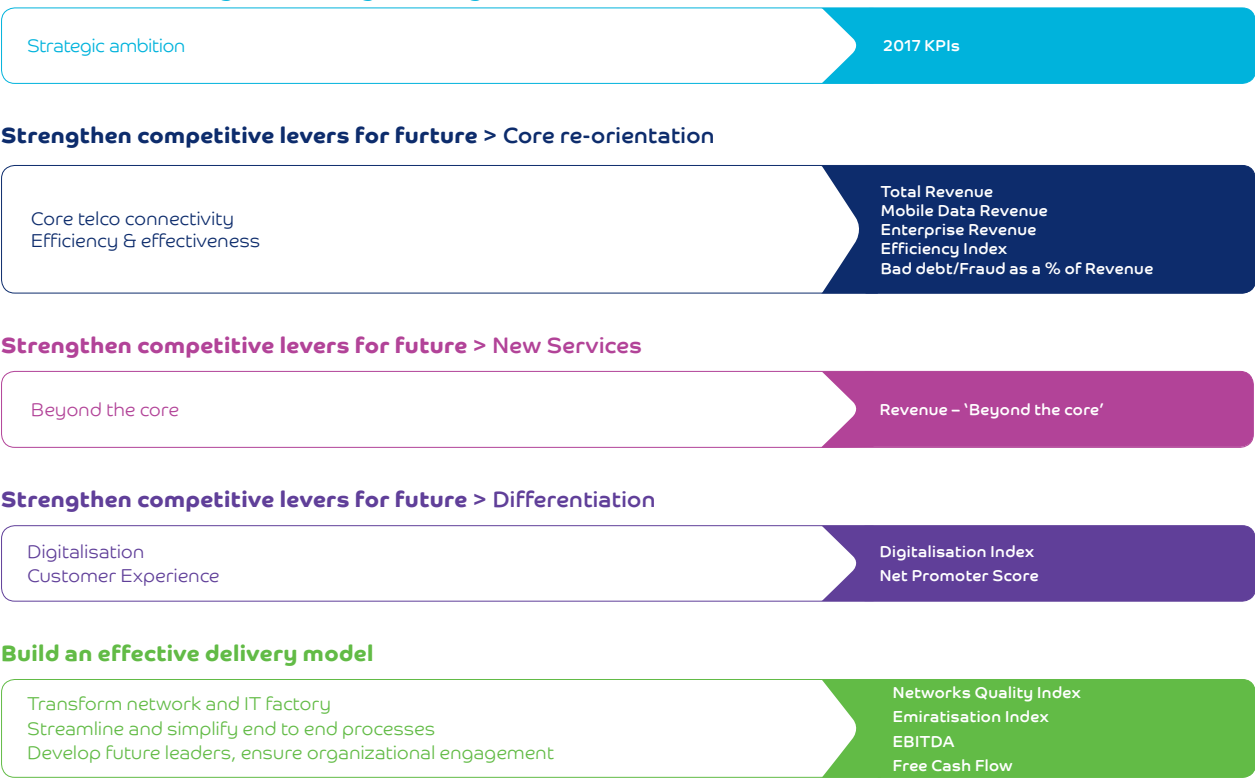 Strategic ambition
2017 KPIs
Strengthen competitive levers for furture > Core re-orientation
Core telco connectivity
Efficiency & effectiveness
Total Revenue
Mobile Data Revenue
Enterprise Revenue
Efficiency Index
Bad debt/Fraud as a % of Revenue
Strengthen competitive levers for future > New Services
Beyond the core
Revenue – ‘Beyond the core’
Strengthen competitive levers for future > Differentiation
Digitalisation
Customer Experience
Digitalisation Index
Net Promoter Score
Build an effective delivery model
Transform network and IT factory
Streamline and simplify end to end processes
Develop future leaders, ensure organizational engagement
Networks Quality Index
Emiratisation Index
EBITDA
Free Cash Flow